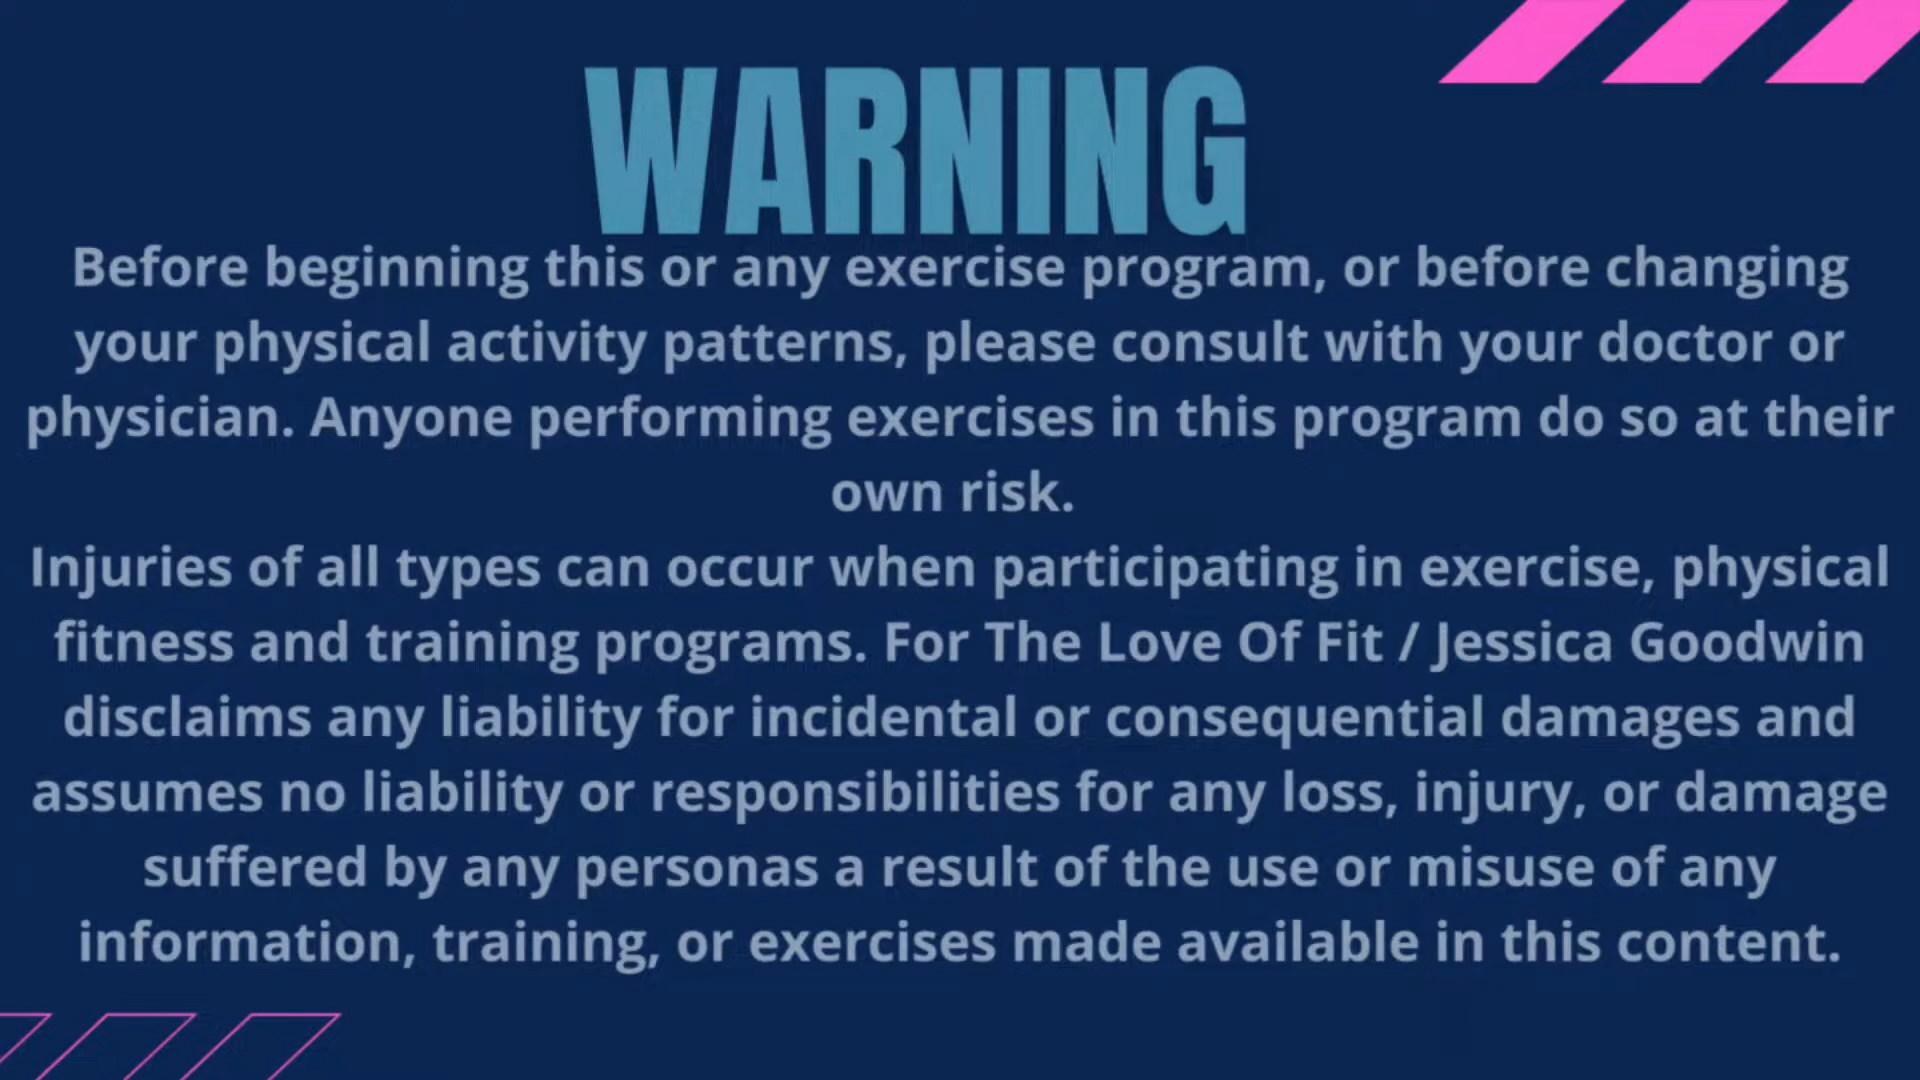 WARNING
Before beginning this or any exercise program, or before changing
your physical activity patterns, please consult with your doctor or
physician. Anyone performing exercises in this program do so at their
own risk.
Injuries of all types can occur when participating in exercise, physical
fitness and training programs. For The Love Of Fit / Jessica Goodwin
disclaims any liability for incidental or consequential damages and
assumes no liability or responsibilities for any loss, injury, or damage
suffered by any personas a result of the use or misuse of any
information, training, or exercises made available in this content.